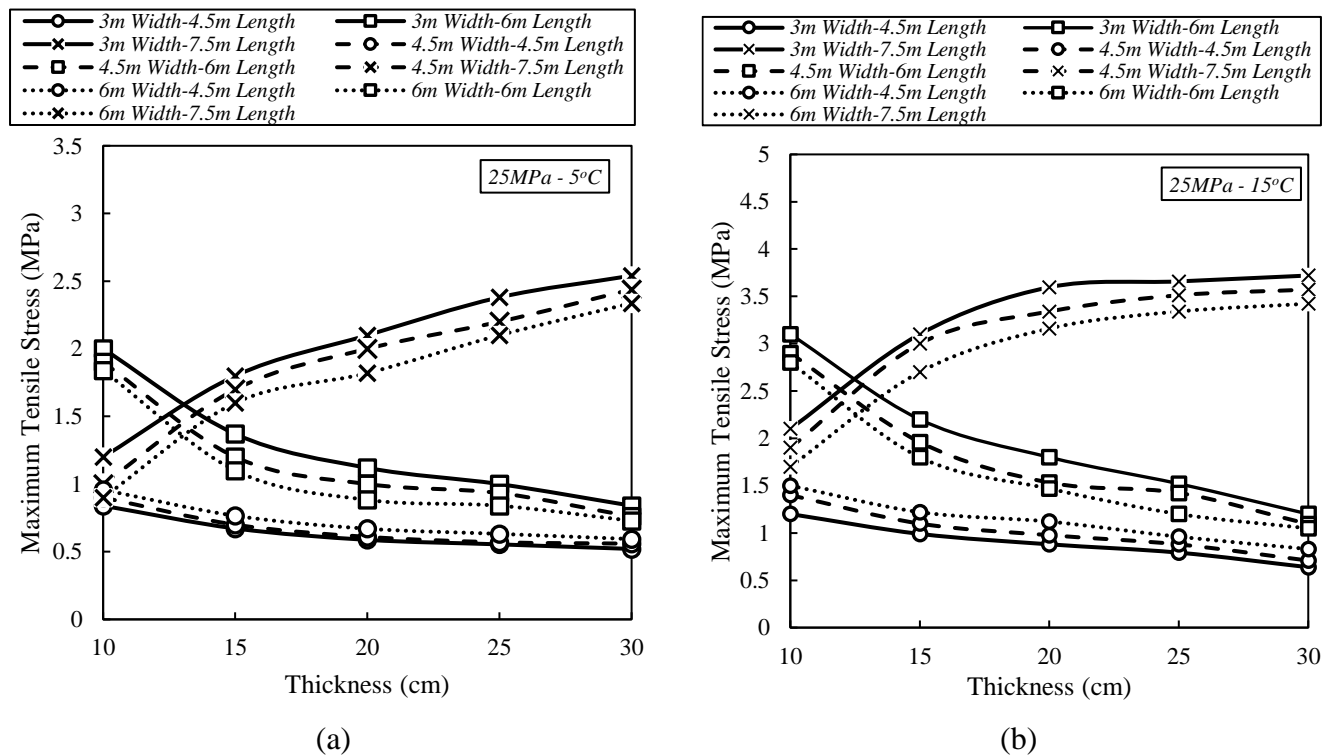 3m Width-4.5m Length 3m Width-6m Length
3m Width-7.5m Length 4.5m Width-4.5m Length
4.5m Width-6m Length 4.5m Width-7.5m Length
6m Width-4.5m Length 6m Width-6m Length
6m Width-7.5m Length
25MPa - 5°C
Maximum Tensile Stress (MPa)
3.5
3
2.5
2
1.5
1
0.5
0
10 15 20 25 30
Thickness (cm)
(a)
3m Width-4.5m Length 3m Width-6m Length
3m Width-7.5m Length 4.5m Width-4.5m Length
4.5m Width-6m Length 4.5m Width-7.5m Length
6m Width-4.5m Length 6m Width-6m Length
6m Width-7.5m Length
25MPa - 15°C
Maximum Tensile Stress (MPa)
5
4.5
4
3.5
3
2.5
2
1.5
1
0.5
0
10 15 20 25 30
Thickness (cm)
(b)